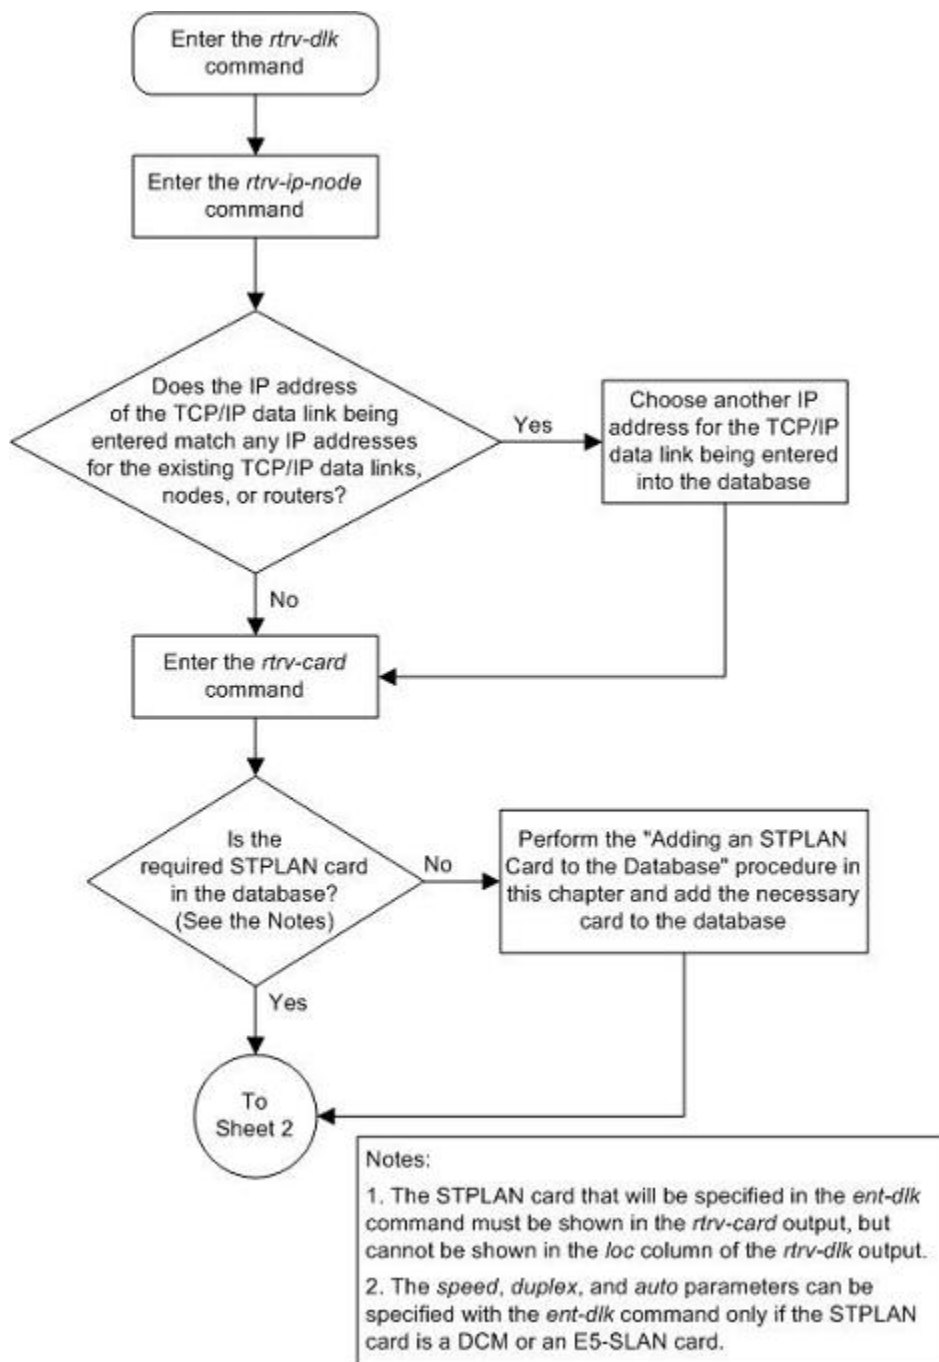 Enter the rtrv-dlk
command
Enter the rtrv-ip-node
command
Does the IP address
of the TCP/IP data link being
entered match any IP addresses
for the existing TCP/IP data links,
nodes, or routers?
Yes
Choose another IP
address for the TCP/IP
data link being entered
into the database
No
Enter the rtrv-card
command
Is the
required STPLAN card
in the database?
(See the Notes)
No
Perform the "Adding an STPLAN
Card to the Database" procedure in
this chapter and add the necessary
card to the database
Yes
To
Sheet 2
Notes:
1. The STPLAN card that will be specified in the ent-dlk
command must be shown in the rtrv-card output, but
cannot be shown in the loc column of the rtrv-dlk output.
2. The speed, duplex, and auto parameters can be
specified with the ent-dlk command only if the STPLAN
card is a DCM or an E5-SLAN card.